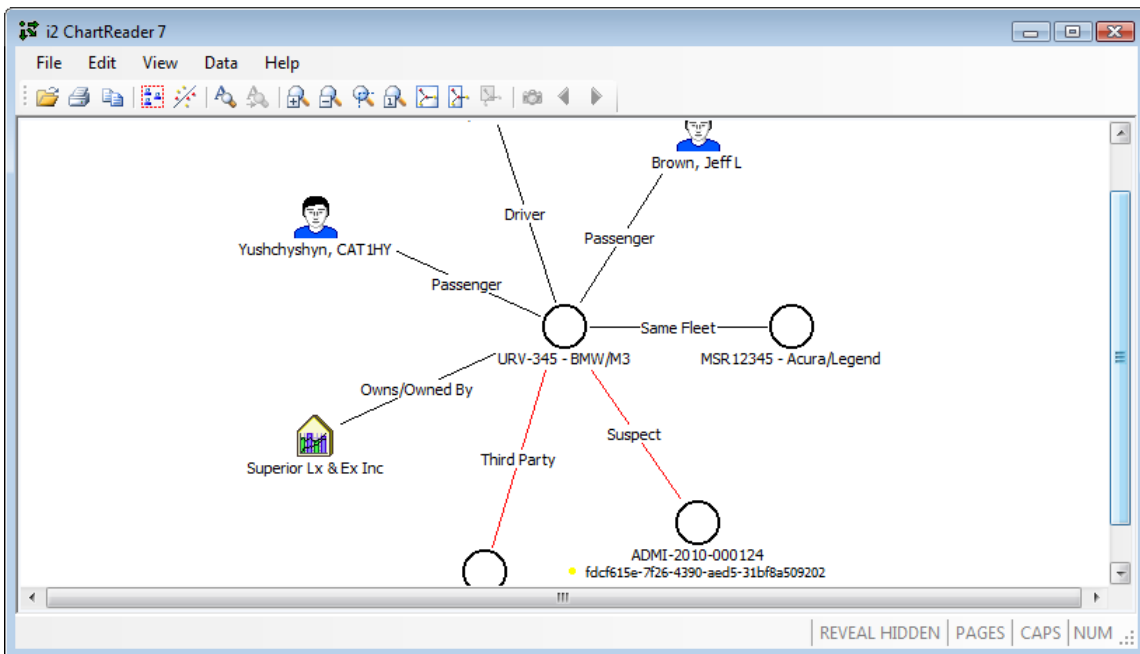 i2 ChartReader 7
File Edit View Data Help
Brown, Jeff L
Driver
Passenger
Yushchyshyn, CAT1HY
Passenger
Same Fleet
URV-345 - BMW/M3
MSR12345 - Acura/Legend
Owns/Owned By
Suspect
Third Party
Superior Lx & Ex Inc
ADMI-2010-000124
fdcf615e-7f26-4390-aed5-31bf8a509202
REVEAL HIDDEN PAGES CAPS NUM